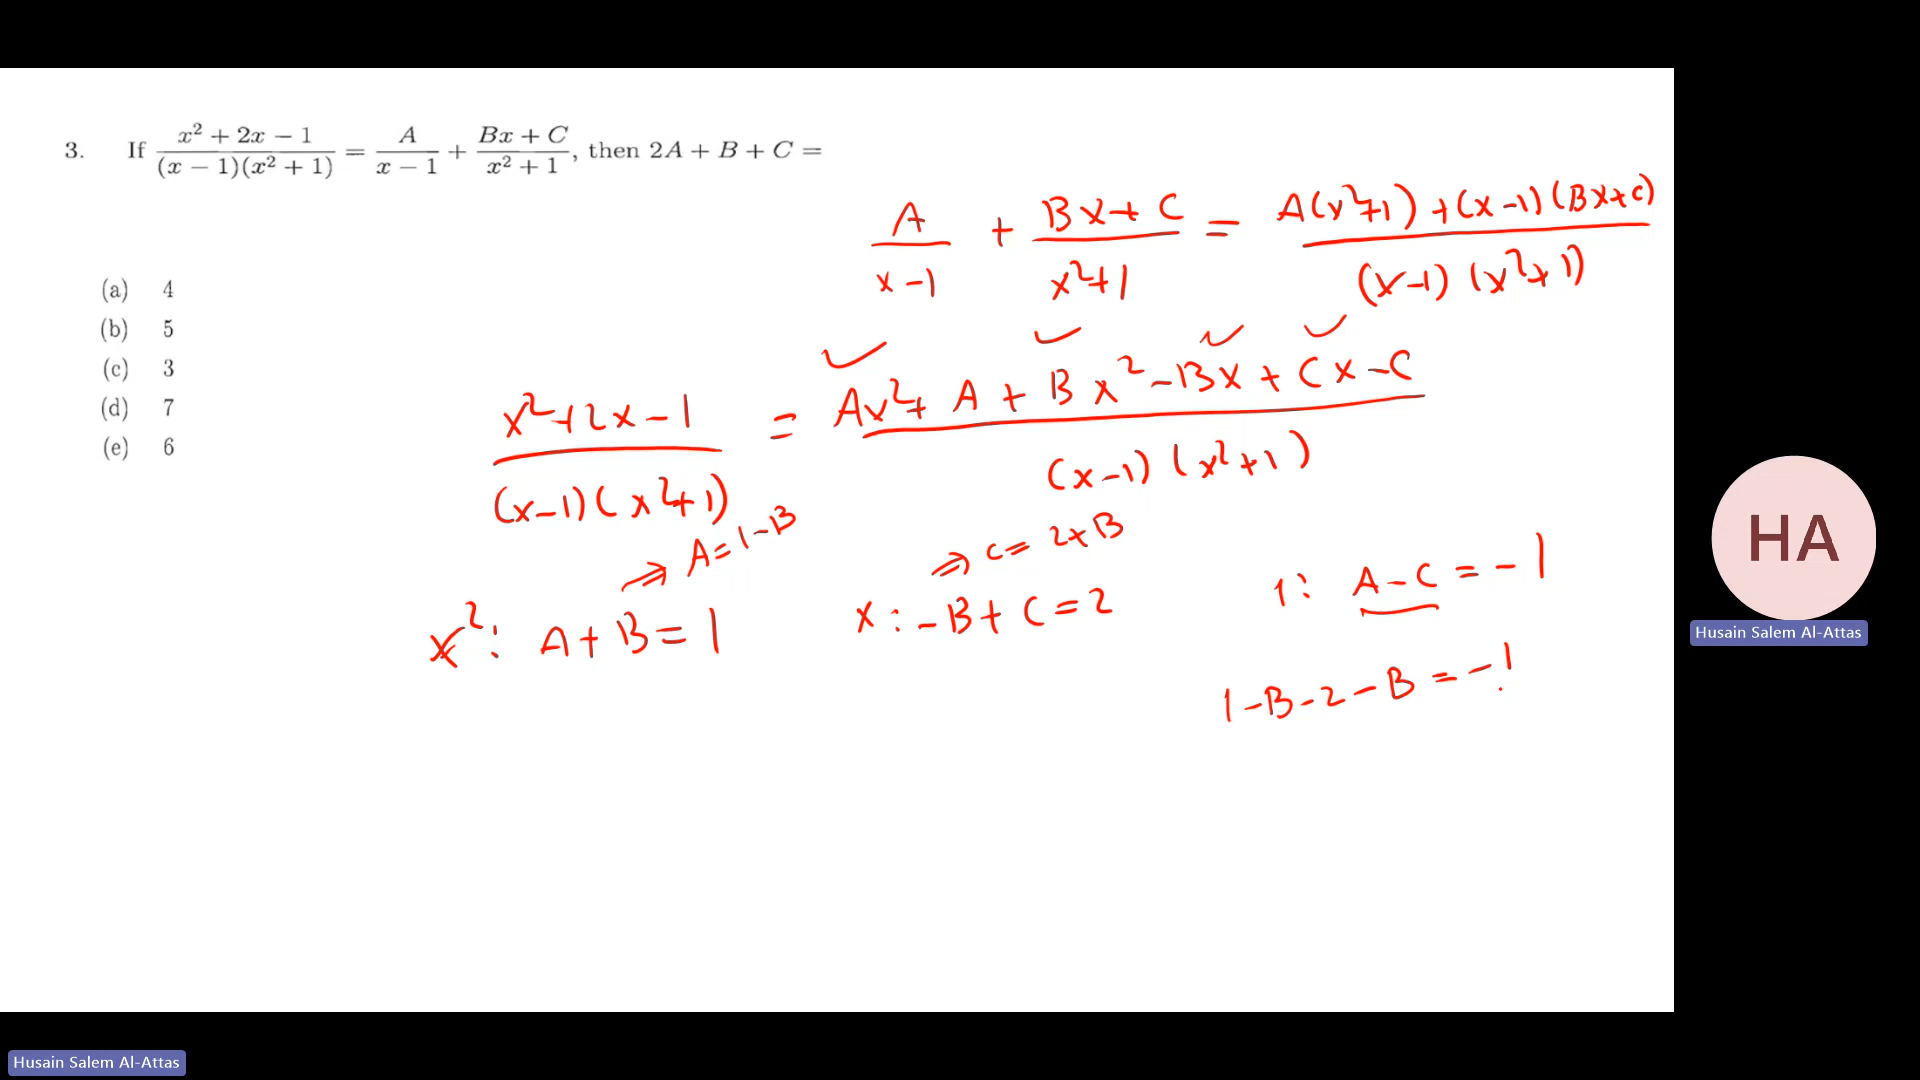 3. If (x² + 2x − 1)/((x − 1)(x² + 1)) = A/(x − 1) + (Bx + C)/(x² + 1), then 2A + B + C =
A/(x−1) + (Bx+C)/(x²+1) = (A(x²+1)+(x−1)(Bx+C))/((x−1)(x²+1))
(a) 4
(b) 5
(c) 3
(d) 7
(e) 6
(x²+2x−1)/((x−1)(x²+1)) = (Ax²+A+Bx²−Bx+Cx−C)/((x−1)(x²+1))
⇒ A=1−B
⇒ C=2+B
x²: A+B=1
x: −B+C=2
1: A−C=−1
1−B−2−B=−1
HA
Husain Salem Al-Attas
Husain Salem Al-Attas